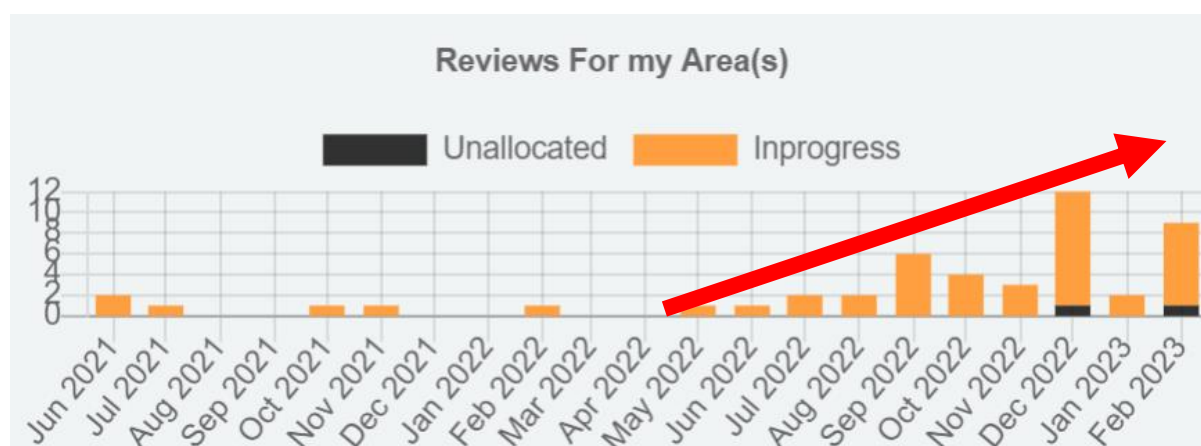 Reviews For my Area(s)
Unallocated Inprogress
12
10
8
6
4
2
0
Jun 2021 Jul 2021 Aug 2021 Sep 2021 Oct 2021 Nov 2021 Dec 2021 Jan 2022 Feb 2022 Mar 2022 Apr 2022 May 2022 Jun 2022 Jul 2022 Aug 2022 Sep 2022 Oct 2022 Nov 2022 Dec 2022 Jan 2023 Feb 2023